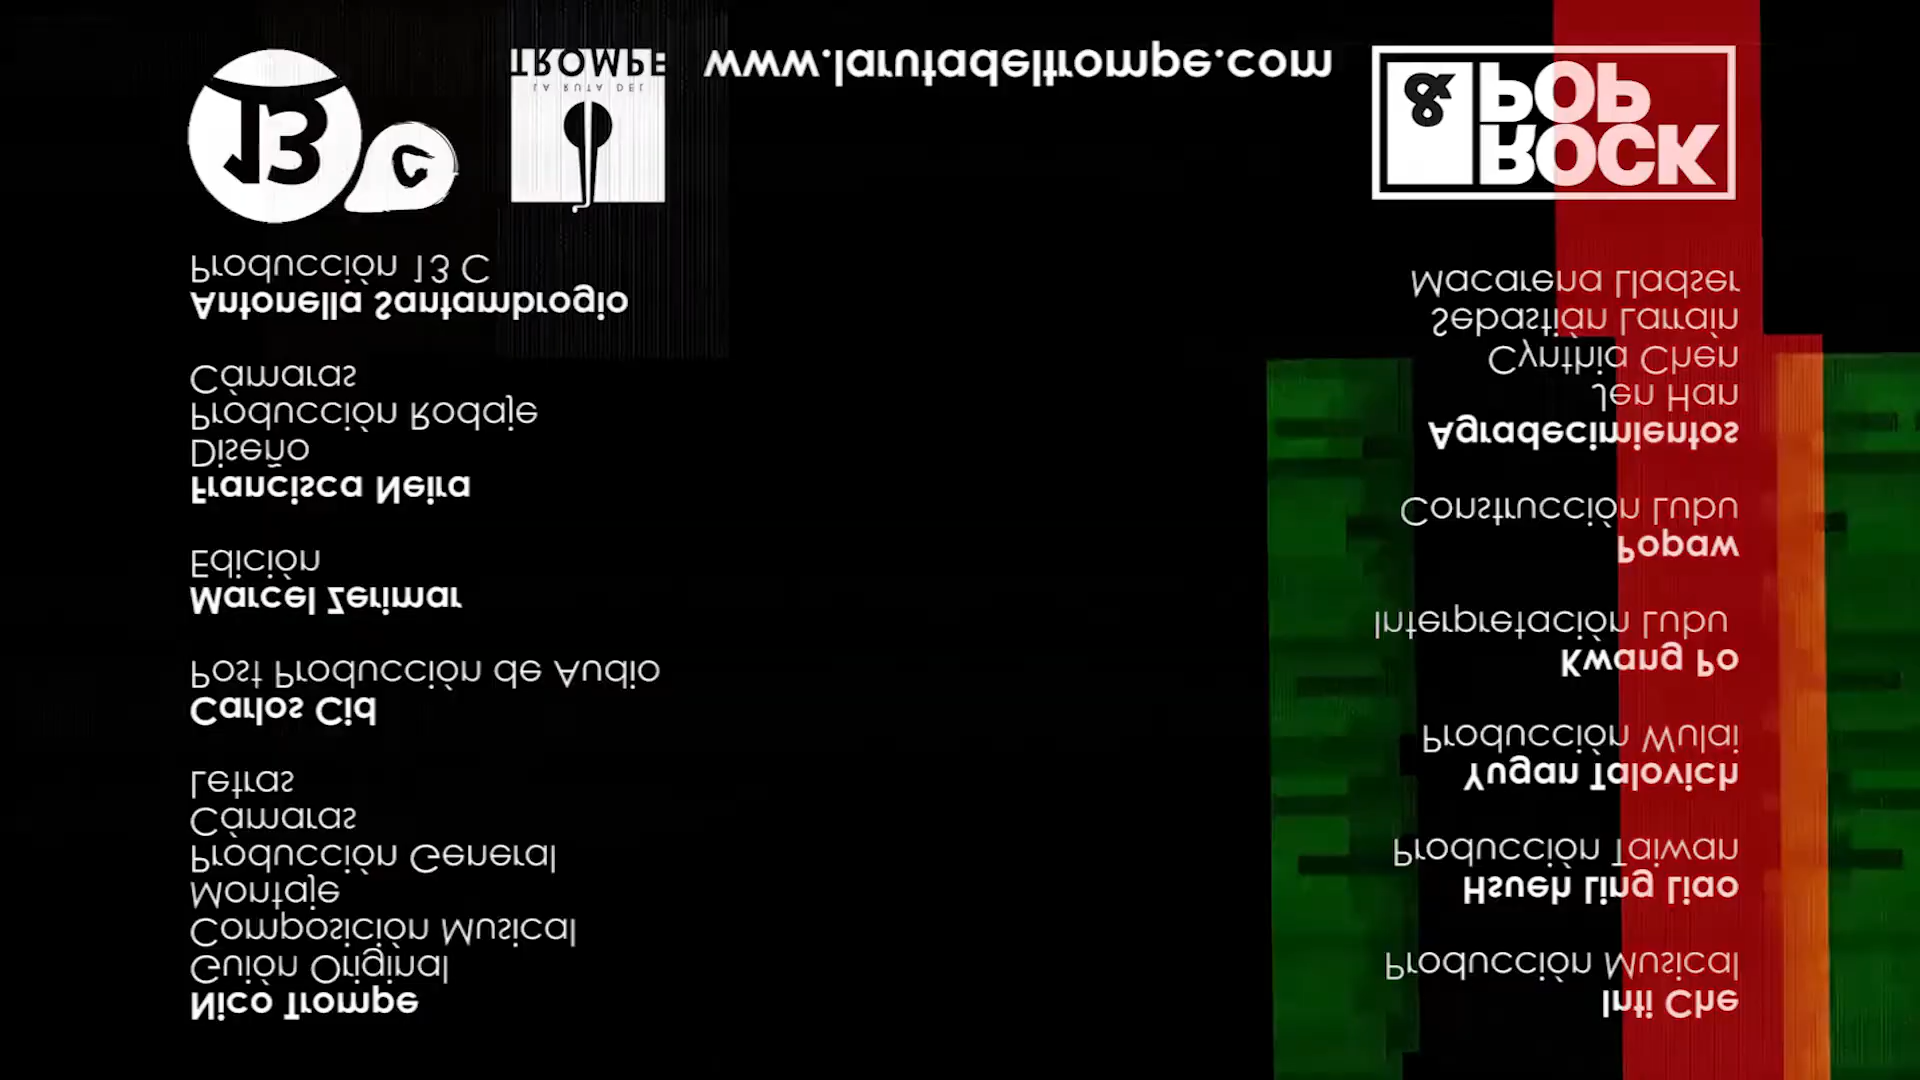 Nico Trompe
Guión Original
Composición Musical
Montaje
Producción General
Cámaras
Letras
Carlos Cid
Post Producción de Audio
Marcel Zerimar
Edición
Francisca Neira
Diseño
Producción Rodaje
Cámaras
Antonella Santambrogio
Producción 13 C
Inti Che
Producción Musical
Hsueh Ling Liao
Producción Taiwan
Yugan Talovich
Producción Wulai
Kwang Po
Interpretación Lubu
Popaw
Construcción Lubu
Agradecimientos
Jen Han
Cynthia Chen
Sebastián Larraín
Macarena Lladser
13 C
LA RUTA DEL
TROMPE
www.larutadeltrompe.com
ROCK
& POP